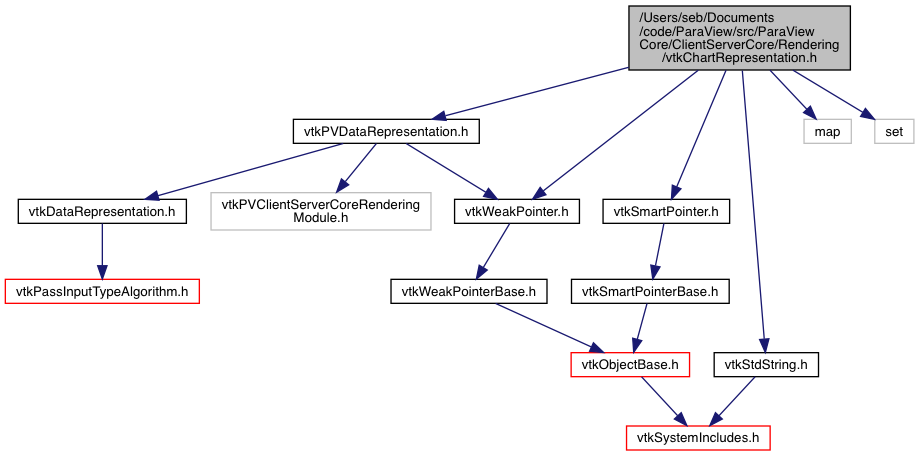 /Users/seb/Documents
/code/ParaView/src/ParaView
Core/ClientServerCore/Rendering
/vtkChartRepresentation.h
vtkPVDataRepresentation.h
map
set
vtkDataRepresentation.h
vtkPVClientServerCoreRendering
Module.h
vtkWeakPointer.h
vtkSmartPointer.h
vtkPassInputTypeAlgorithm.h
vtkWeakPointerBase.h
vtkSmartPointerBase.h
vtkObjectBase.h
vtkStdString.h
vtkSystemIncludes.h